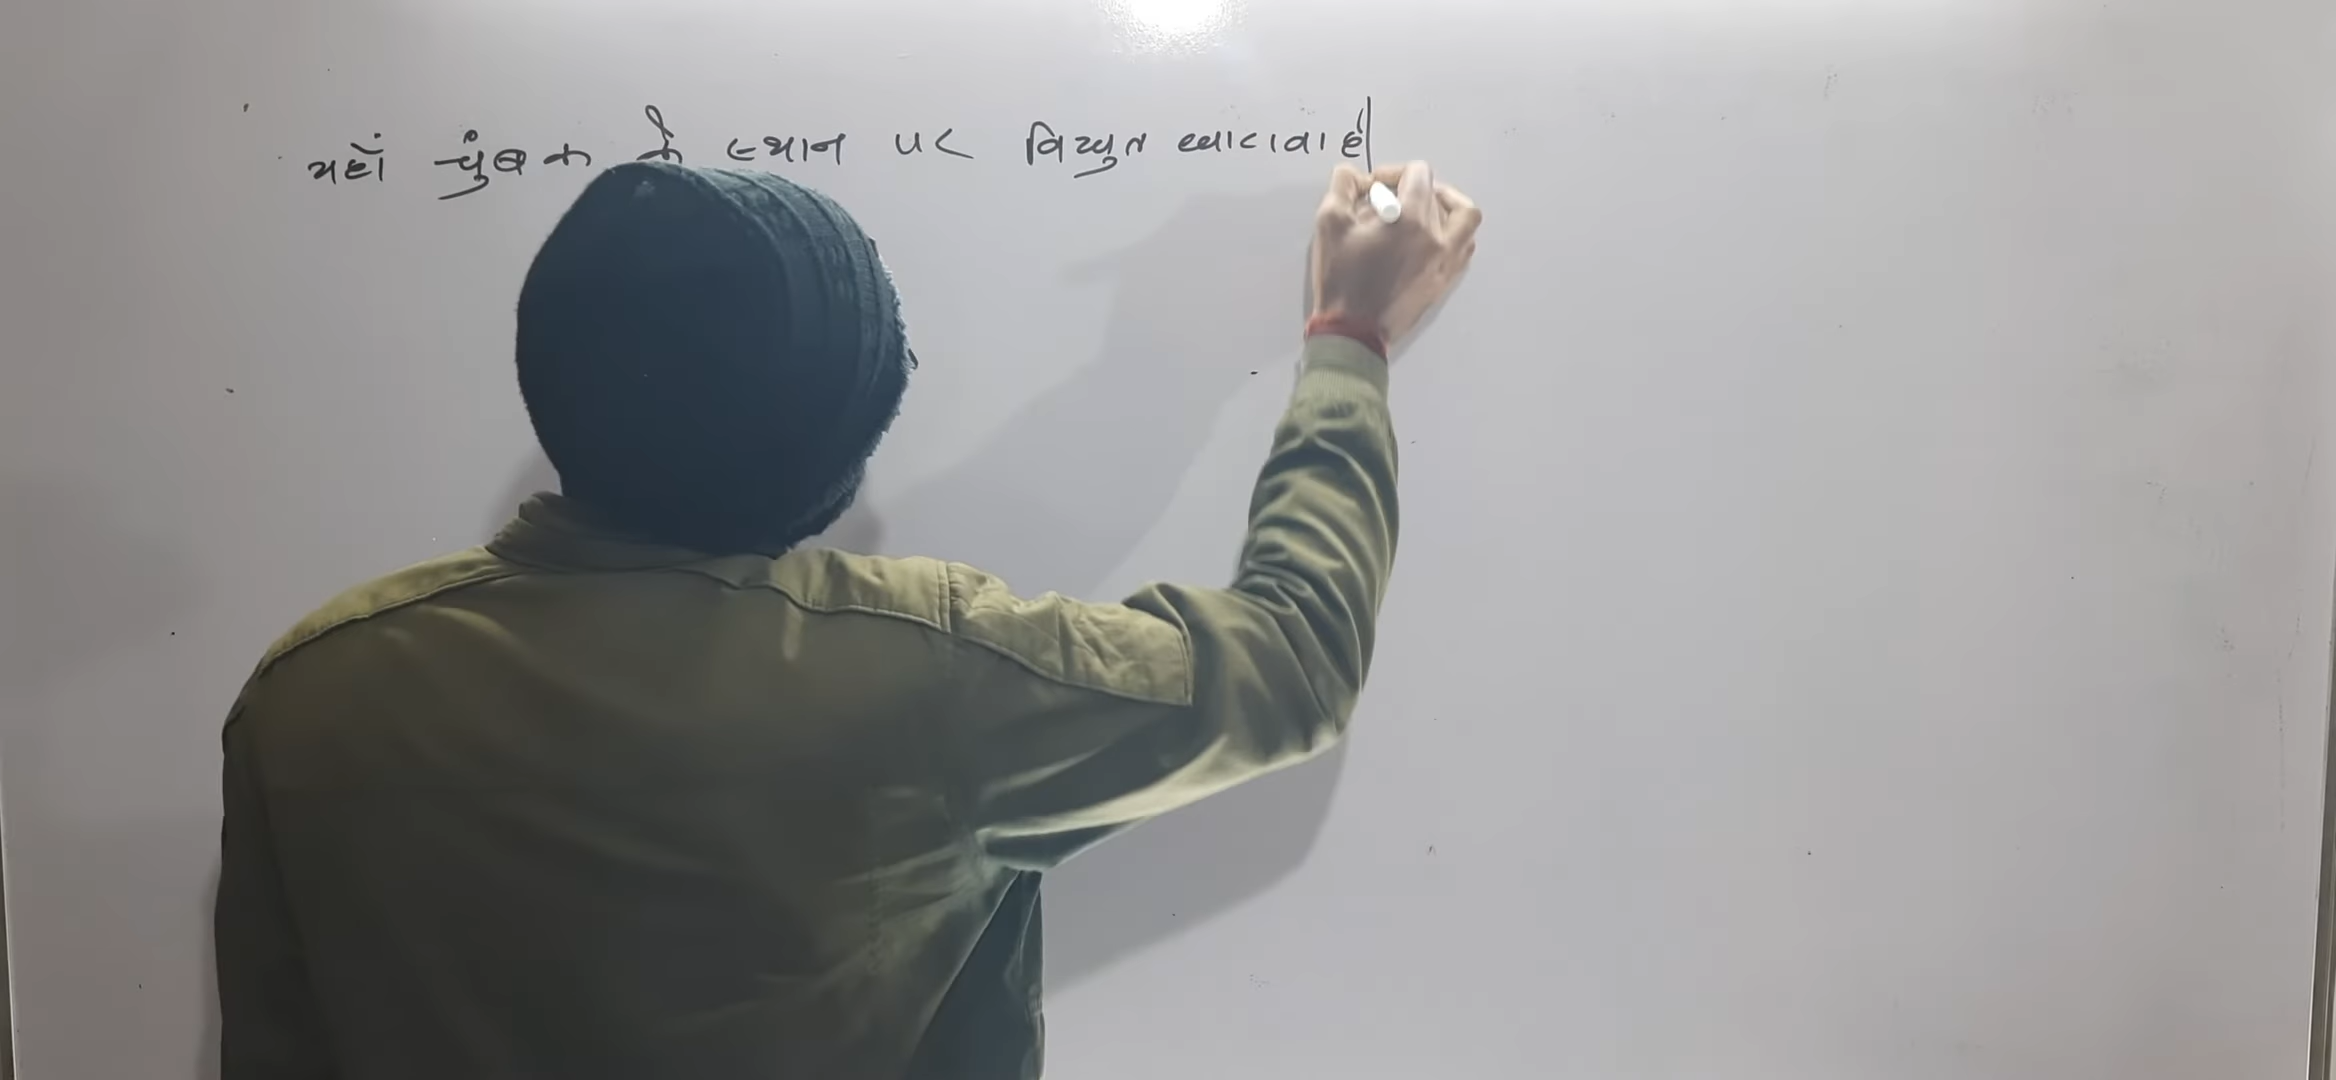 यहाँ चुंबक के स्थान पर विद्युत धारावाही